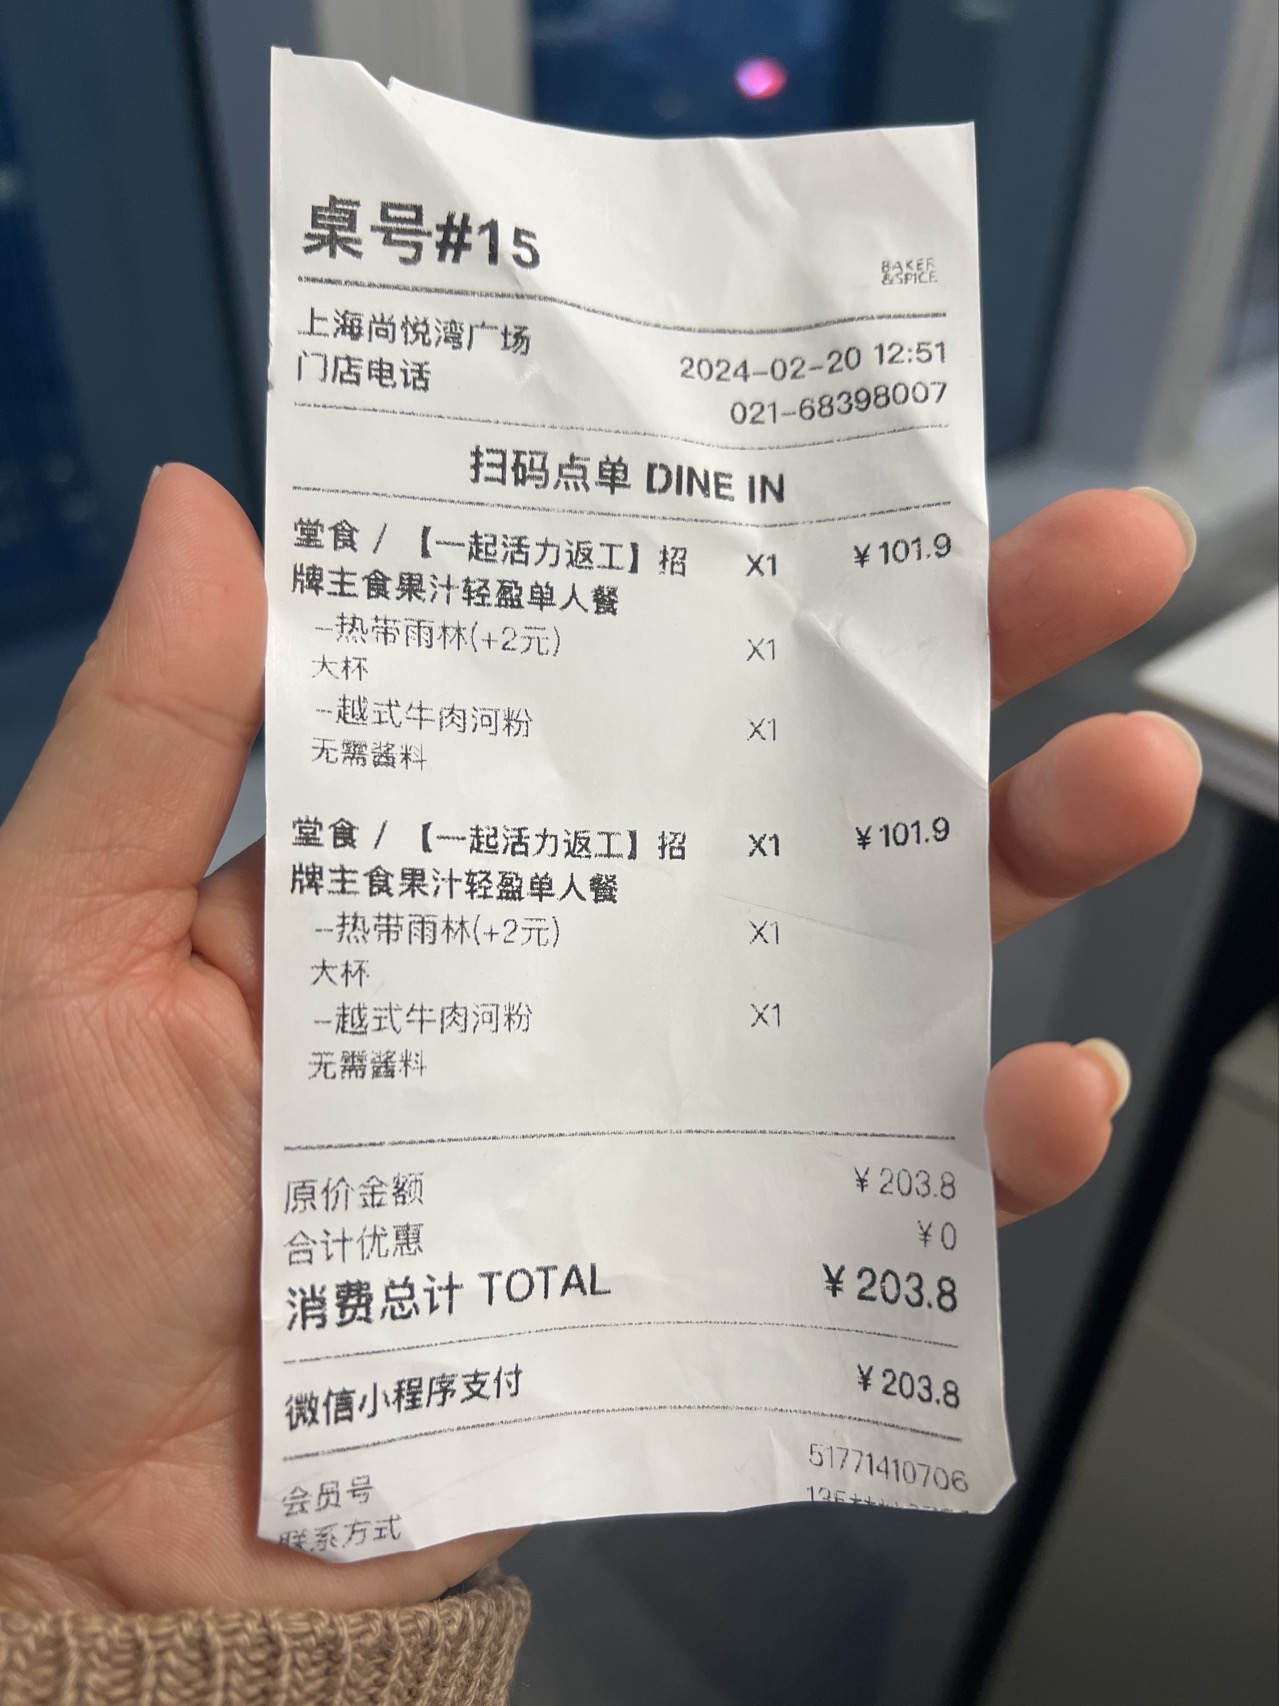 桌号#15
BAKER
&SPICE
上海尚悦湾广场
2024-02-20 12:51
门店电话
021-68398007
扫码点单 DINE IN
堂食 / 【一起活力返工】招 X1 ¥101.9
牌主食果汁轻盈单人餐
-热带雨林(+2元) X1
大杯
-越式牛肉河粉 X1
无需酱料
堂食 / 【一起活力返工】招 X1 ¥101.9
牌主食果汁轻盈单人餐
-热带雨林(+2元) X1
大杯
-越式牛肉河粉 X1
无需酱料
原价金额 ¥203.8
合计优惠 ¥0
消费总计 TOTAL ¥203.8
微信小程序支付 ¥203.8
会员号 51771410706
联系方式